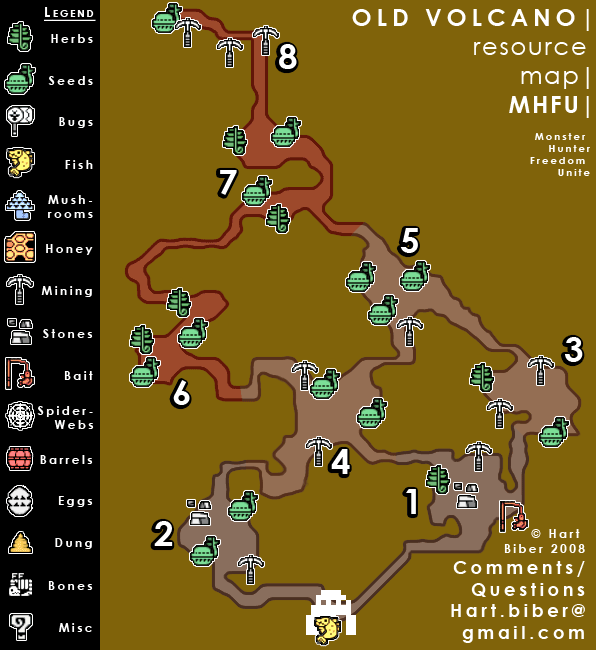 LEGEND
Herbs
Seeds
Bugs
Fish
Mush-
rooms
Honey
Mining
Stones
Bait
Spider-
Webs
Barrels
Eggs
Dung
Bones
Misc
OLD VOLCANO|
resource
map|
MHFU|
Monster
Hunter
Freedom
Unite
8
7
5
3
6
4
1
2
© Hart
Biber 2008
Comments/
Questions
Hart.biber@
gmail.com